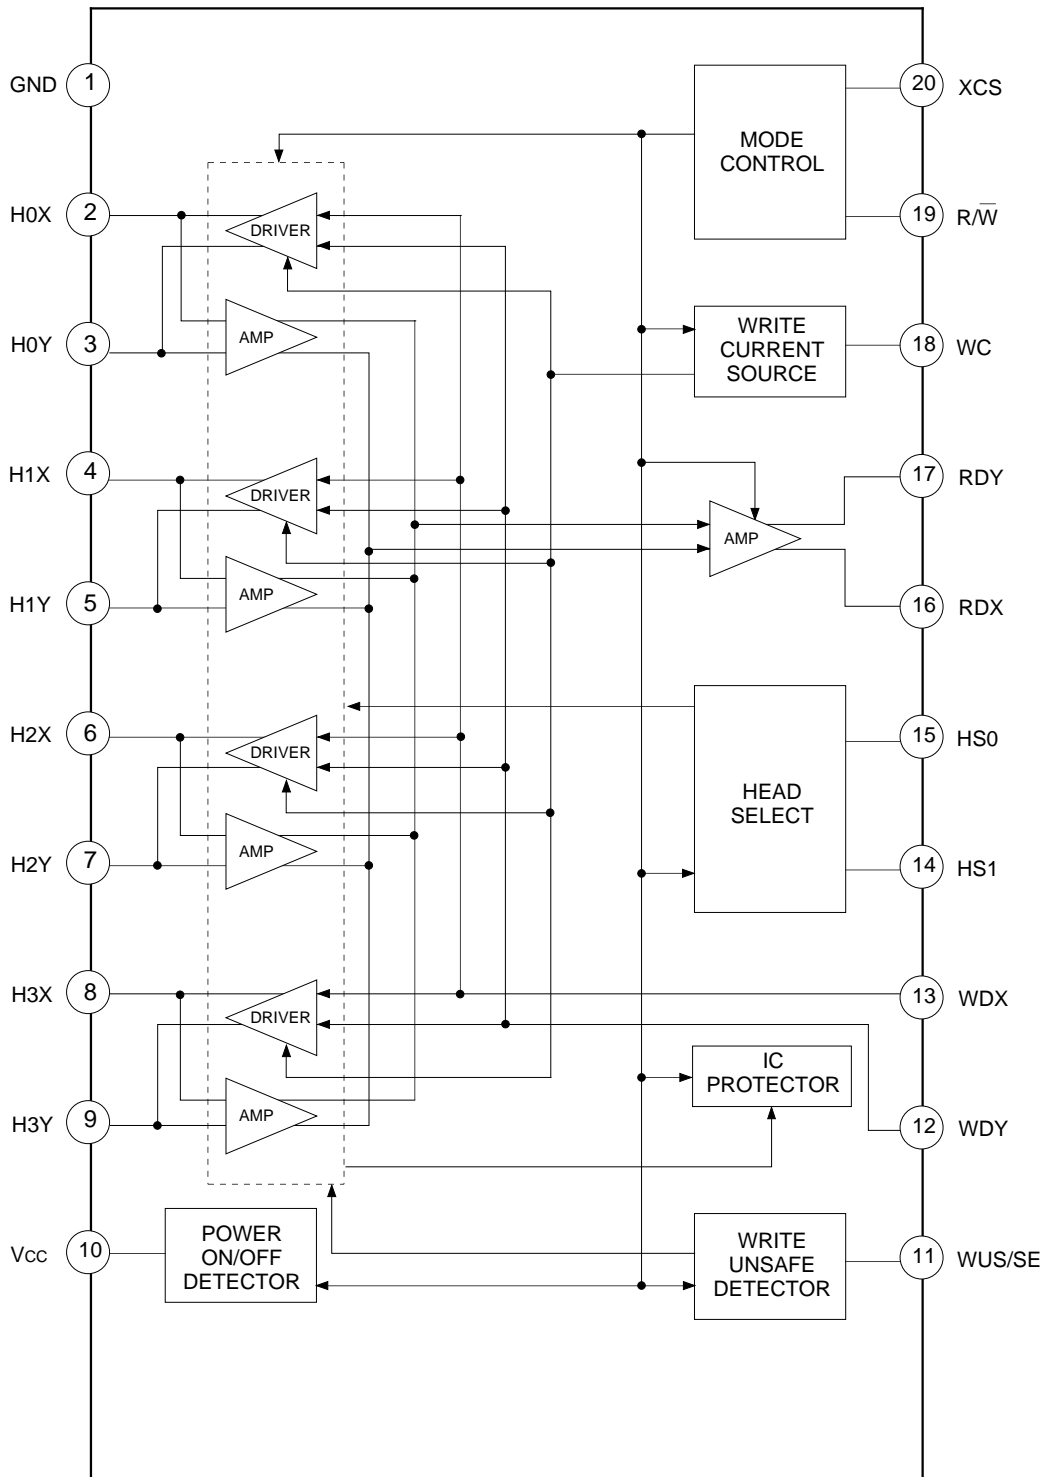 GND 1
20 XCS
MODE
CONTROL
H0X 2
DRIVER
19 R/W̅
H0Y 3
AMP
WRITE
CURRENT
SOURCE
18 WC
H1X 4
DRIVER
17 RDY
AMP
H1Y 5
AMP
16 RDX
H2X 6
DRIVER
15 HS0
HEAD
SELECT
H2Y 7
AMP
14 HS1
H3X 8
DRIVER
13 WDX
IC
PROTECTOR
H3Y 9
AMP
12 WDY
Vcc 10
POWER
ON/OFF
DETECTOR
WRITE
UNSAFE
DETECTOR
11 WUS/SE